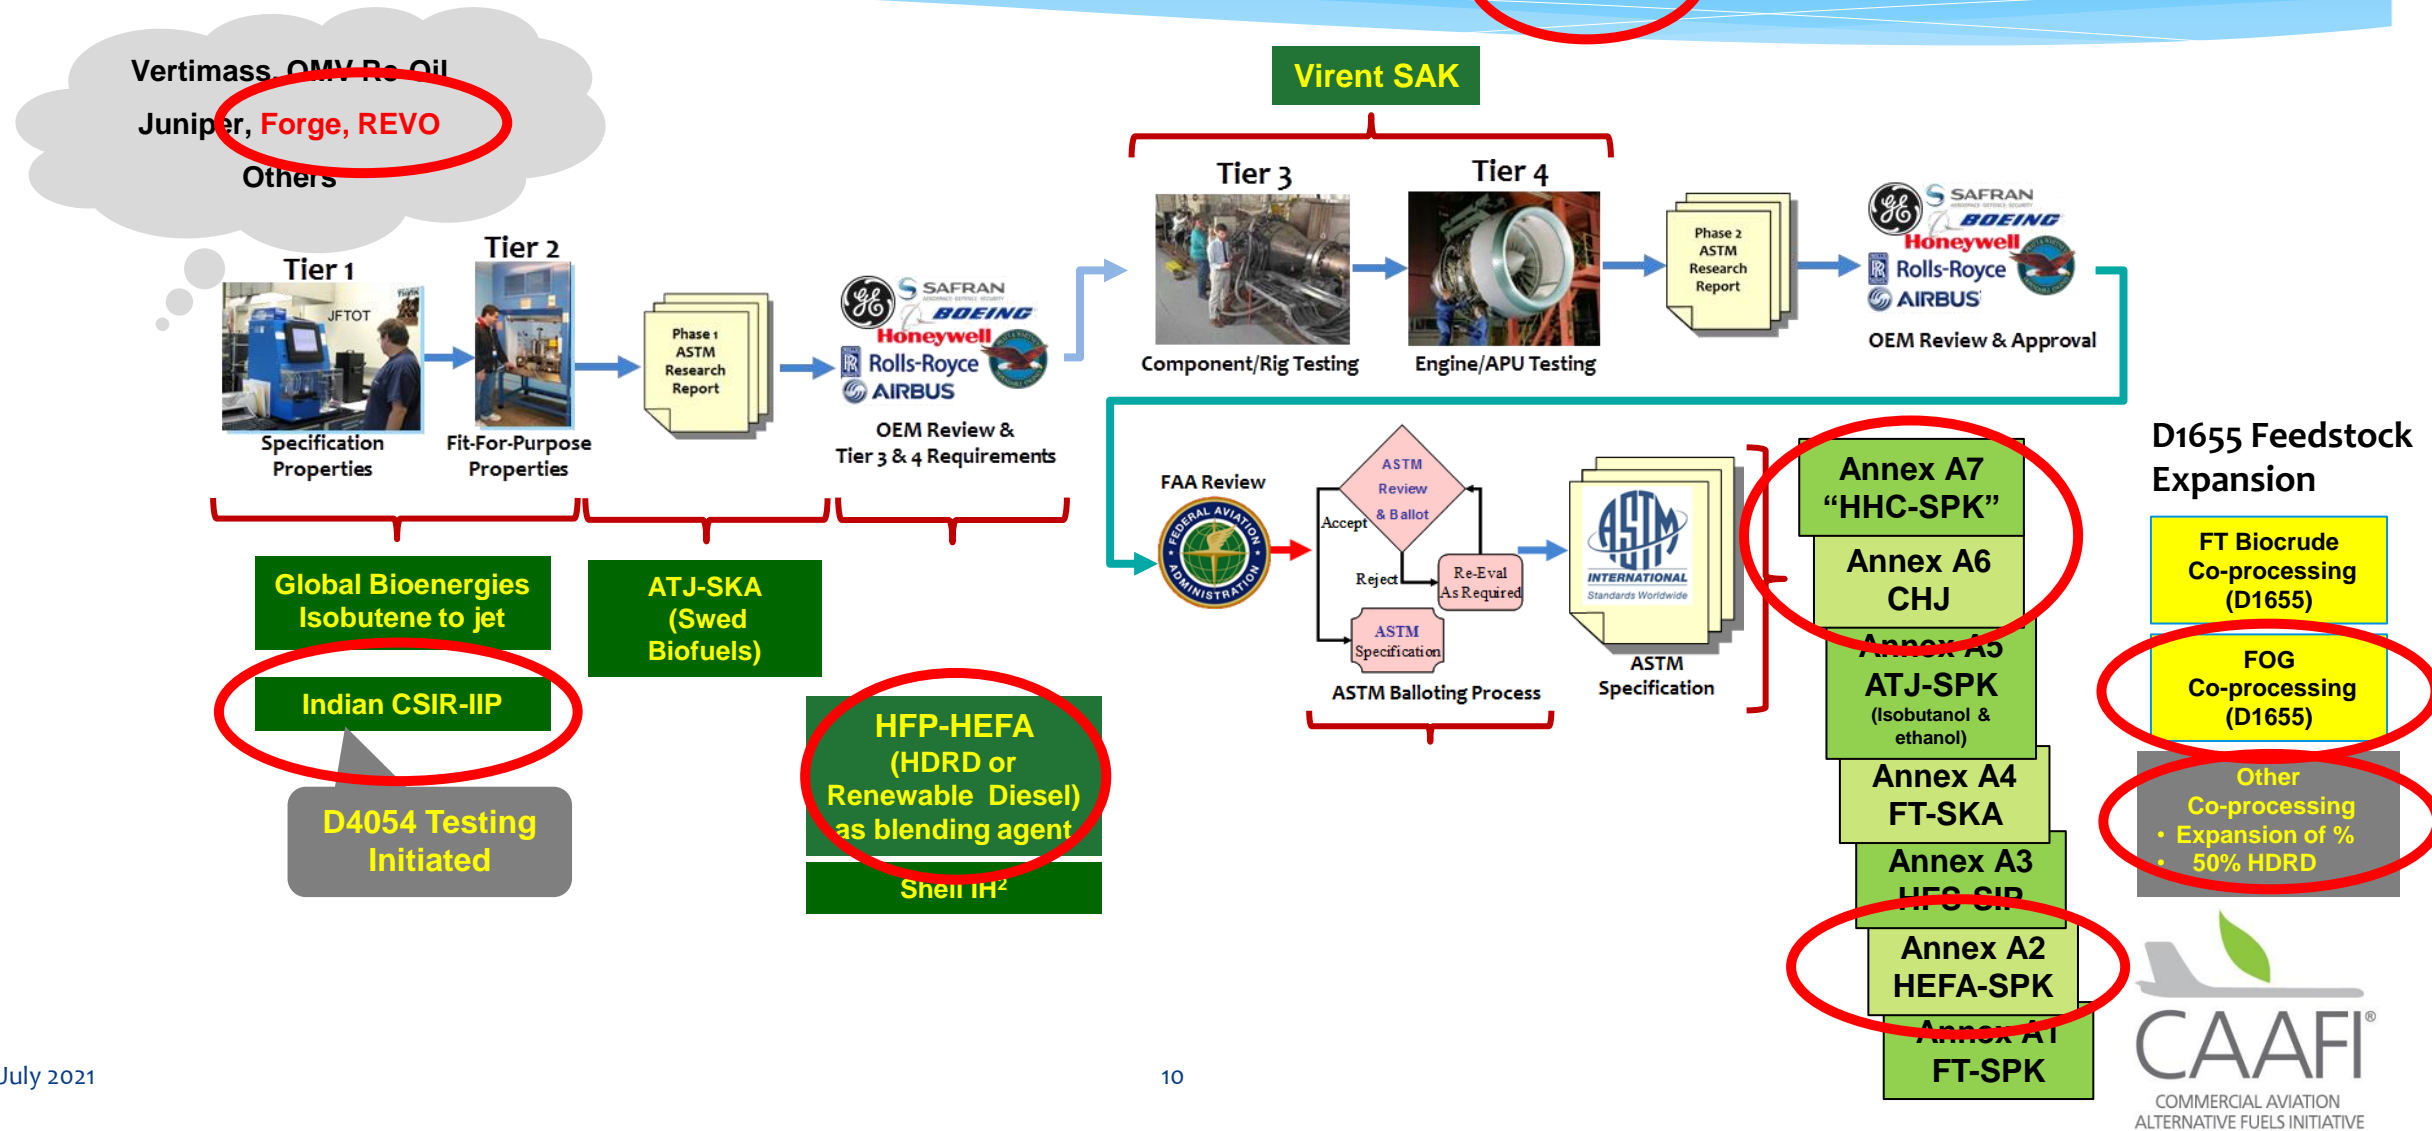 Vertimass, OMV Re-Oil
Juniper, Forge, REVO
Others
Virent SAK
Tier 1
JFTOT
Specification
Properties
Tier 2
Fit-For-Purpose
Properties
Phase 1
ASTM
Research
Report
SAFRAN
BOEING
Honeywell
Rolls-Royce
AIRBUS
OEM Review &
Tier 3 & 4 Requirements
Tier 3
Component/Rig Testing
Tier 4
Engine/APU Testing
Phase 2
ASTM
Research
Report
SAFRAN
BOEING
Honeywell
Rolls-Royce
AIRBUS
OEM Review & Approval
Global Bioenergies
Isobutene to jet
Indian CSIR-IIP
D4054 Testing
Initiated
ATJ-SKA
(Swed
Biofuels)
HFP-HEFA
(HDRD or
Renewable Diesel)
as blending agent
Shell IH²
FAA Review
FEDERAL AVIATION
ADMINISTRATION
ASTM
Review
& Ballot
Accept
Reject
Re-Eval
As Required
ASTM
Specification
ASTM Balloting Process
ASTM
INTERNATIONAL
Standards Worldwide
ASTM
Specification
Annex A7
“HHC-SPK”
Annex A6
CHJ
Annex A5
ATJ-SPK
(Isobutanol &
ethanol)
Annex A4
FT-SKA
Annex A3
HFS-SIP
Annex A2
HEFA-SPK
Annex A1
FT-SPK
D1655 Feedstock
Expansion
FT Biocrude
Co-processing
(D1655)
FOG
Co-processing
(D1655)
Other
Co-processing
• Expansion of %
• 50% HDRD
CAAFI®
COMMERCIAL AVIATION
ALTERNATIVE FUELS INITIATIVE
July 2021
10